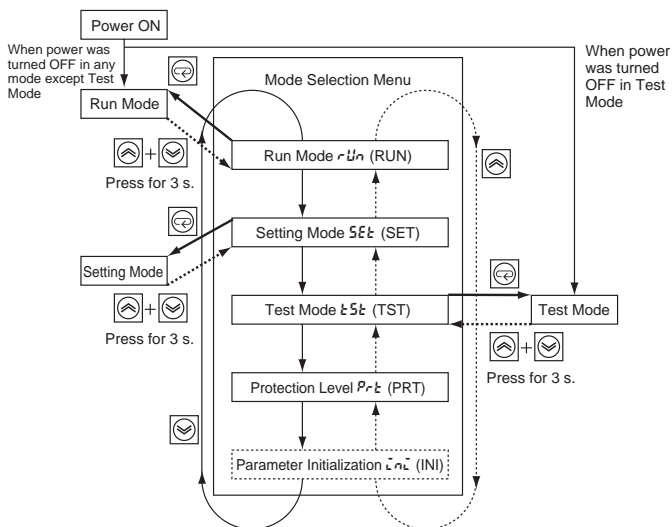 Power ON
When power was
turned OFF in any
mode except Test
Mode
When power
was turned
OFF in Test
Mode
Mode Selection Menu
Run Mode
Run Mode rUn (RUN)
+
Press for 3 s.
Setting Mode SEt (SET)
Setting Mode
+
Press for 3 s.
Test Mode tSt (TST)
Test Mode
+
Press for 3 s.
Protection Level Prt (PRT)
Parameter Initialization ini (INI)